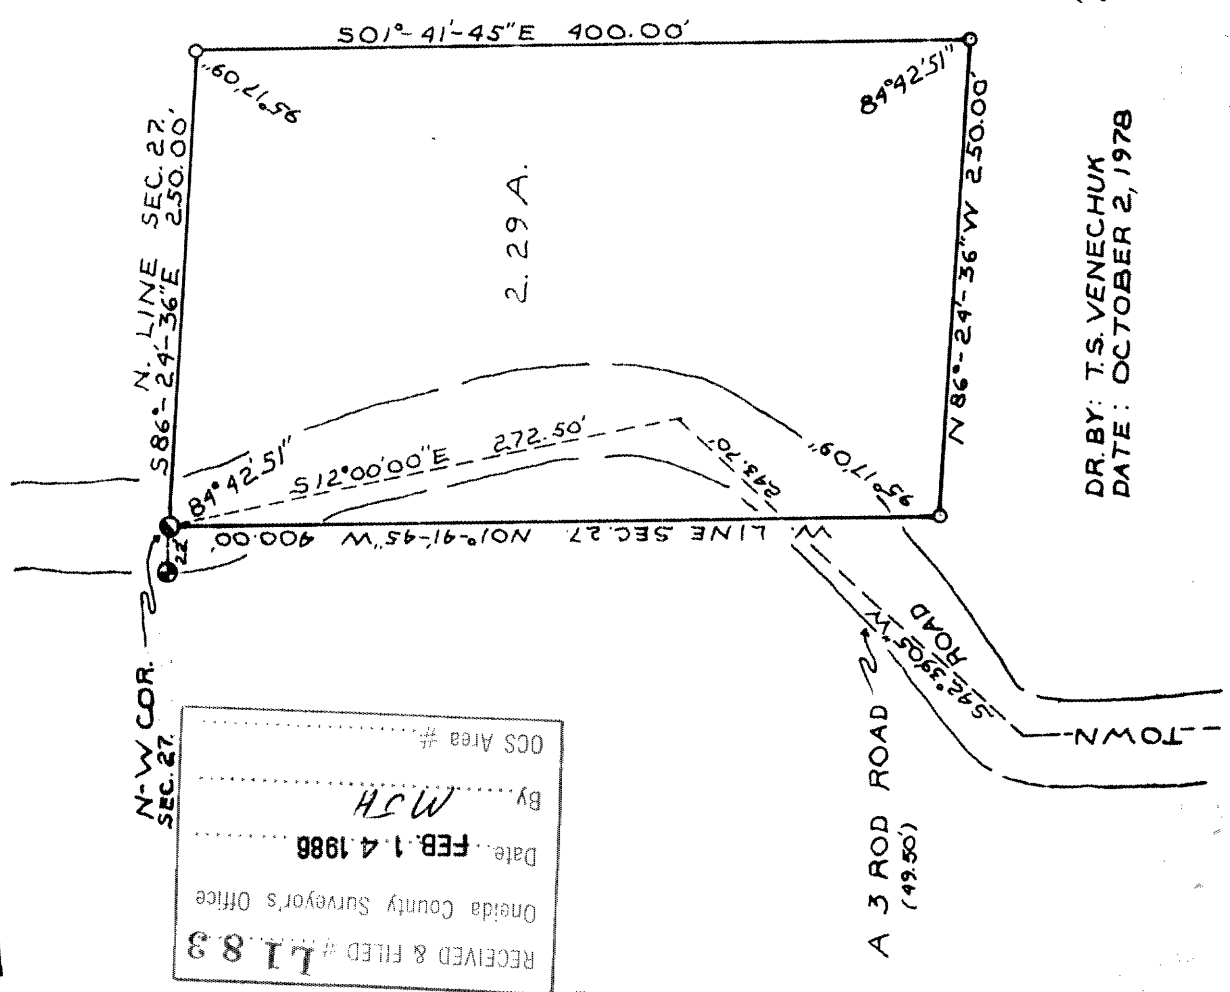 S01°-41'-45"E 400.00'
95°17'09"
84°42'51"
N. LINE SEC. 27.
S86°-24'-36"E 250.00'
2.29 A.
N86°-24'-36"W 250.00'
DR. BY: T.S. VENECHUK
DATE: OCTOBER 2, 1978
84°42'51"
S12°00'00"E 272.50'
243.70'
95°17'09"
W. LINE SEC. 27. N01°-41'-45"W 400.00'
22'
N-W COR.
SEC. 27.
S42°39'05"W
TOWN ROAD
A 3 ROD ROAD
(49.50')
RECEIVED & FILED # L183
Oneida County Surveyor's Office
Date FEB. 14 1986
By MJH
OCS Area #